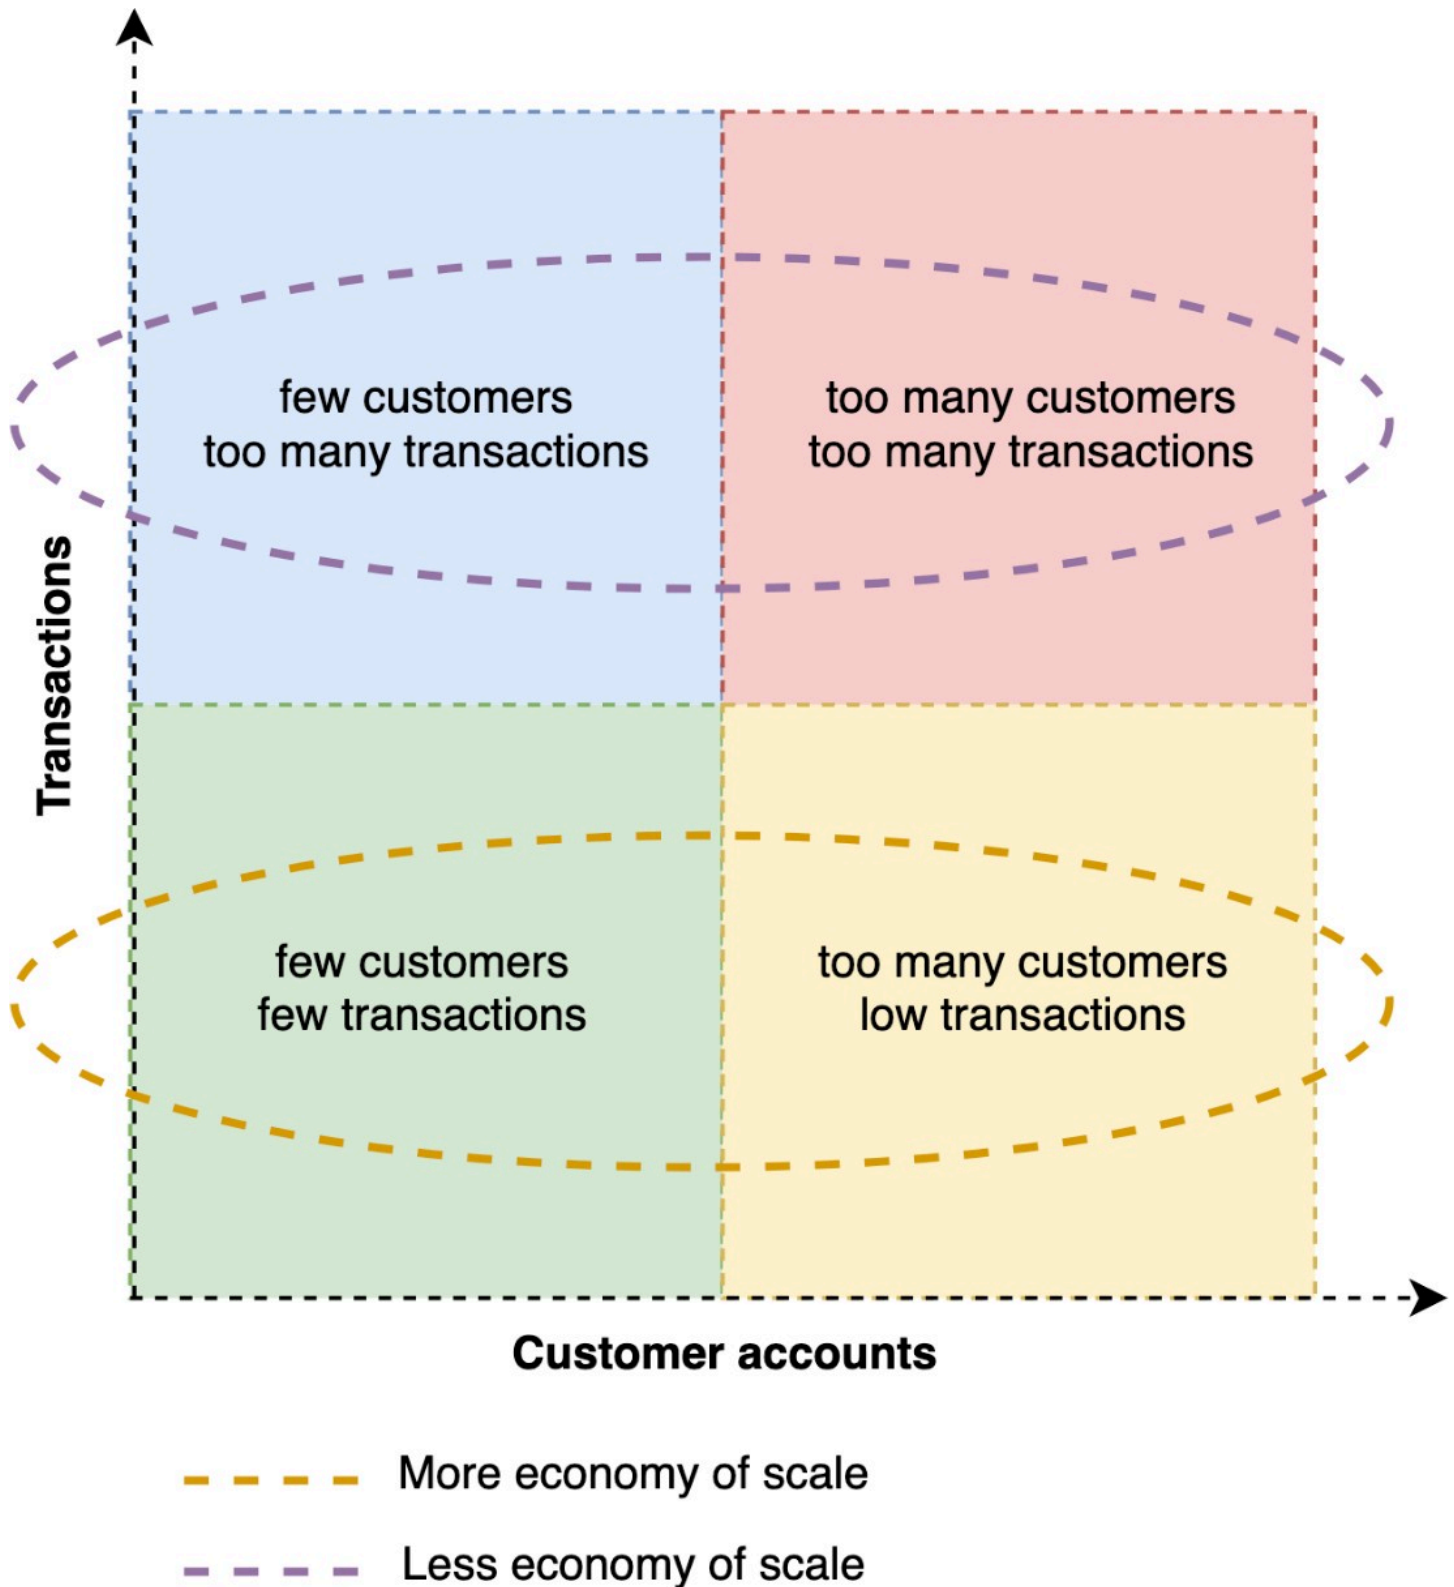 few customers
too many transactions
too many customers
too many transactions
Transactions
few customers
few transactions
too many customers
low transactions
Customer accounts
More economy of scale
Less economy of scale